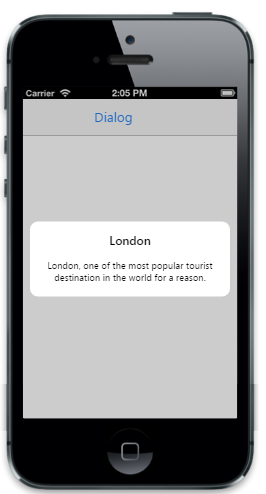 Carrier 2:05 PM
Dialog
London
London, one of the most popular tourist
destination in the world for a reason.